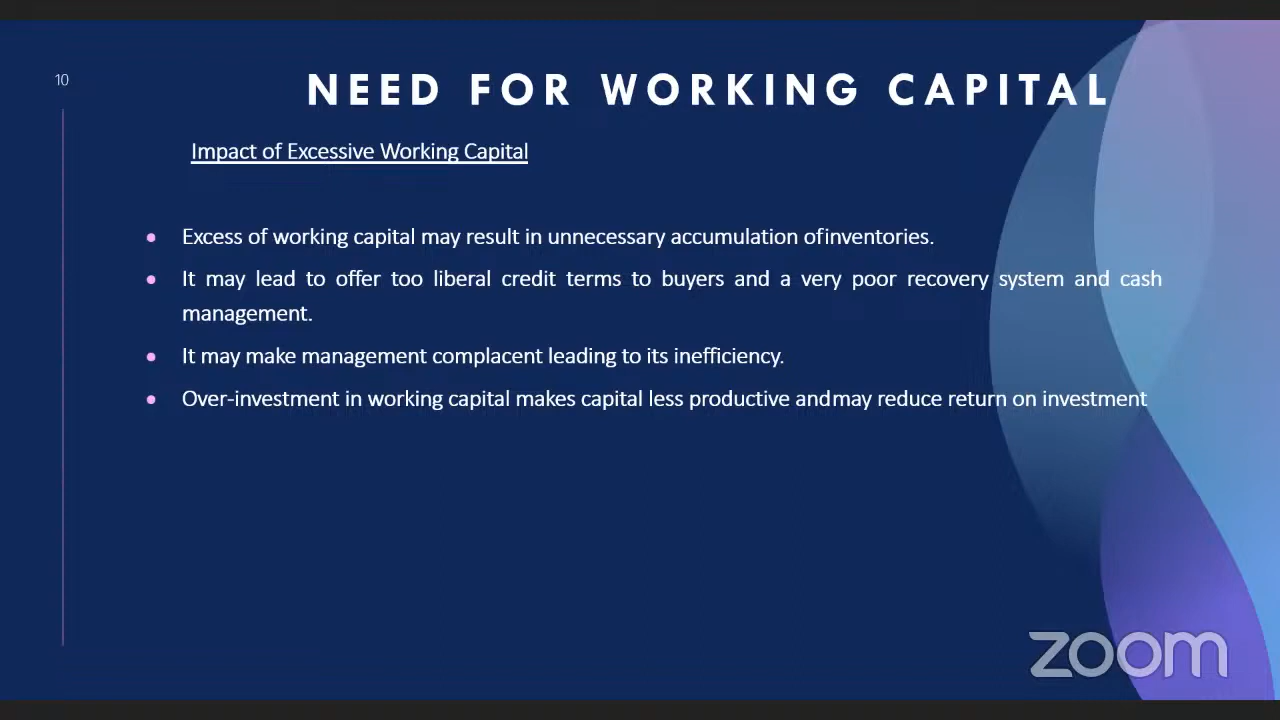 10
NEED FOR WORKING CAPITAL
Impact of Excessive Working Capital
• Excess of working capital may result in unnecessary accumulation ofinventories.
• It may lead to offer too liberal credit terms to buyers and a very poor recovery system and cash
management.
• It may make management complacent leading to its inefficiency.
• Over-investment in working capital makes capital less productive andmay reduce return on investment
zoom